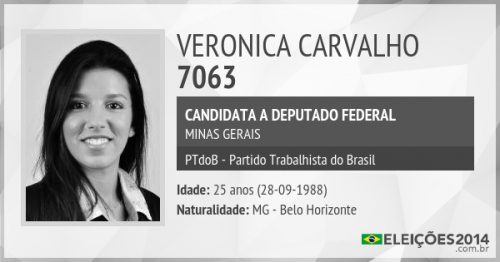 VERONICA CARVALHO
7063
CANDIDATA A DEPUTADO FEDERAL
MINAS GERAIS
PTdoB - Partido Trabalhista do Brasil
Idade: 25 anos (28-09-1988)
Naturalidade: MG - Belo Horizonte
ELEIÇÕES2014
.com.br